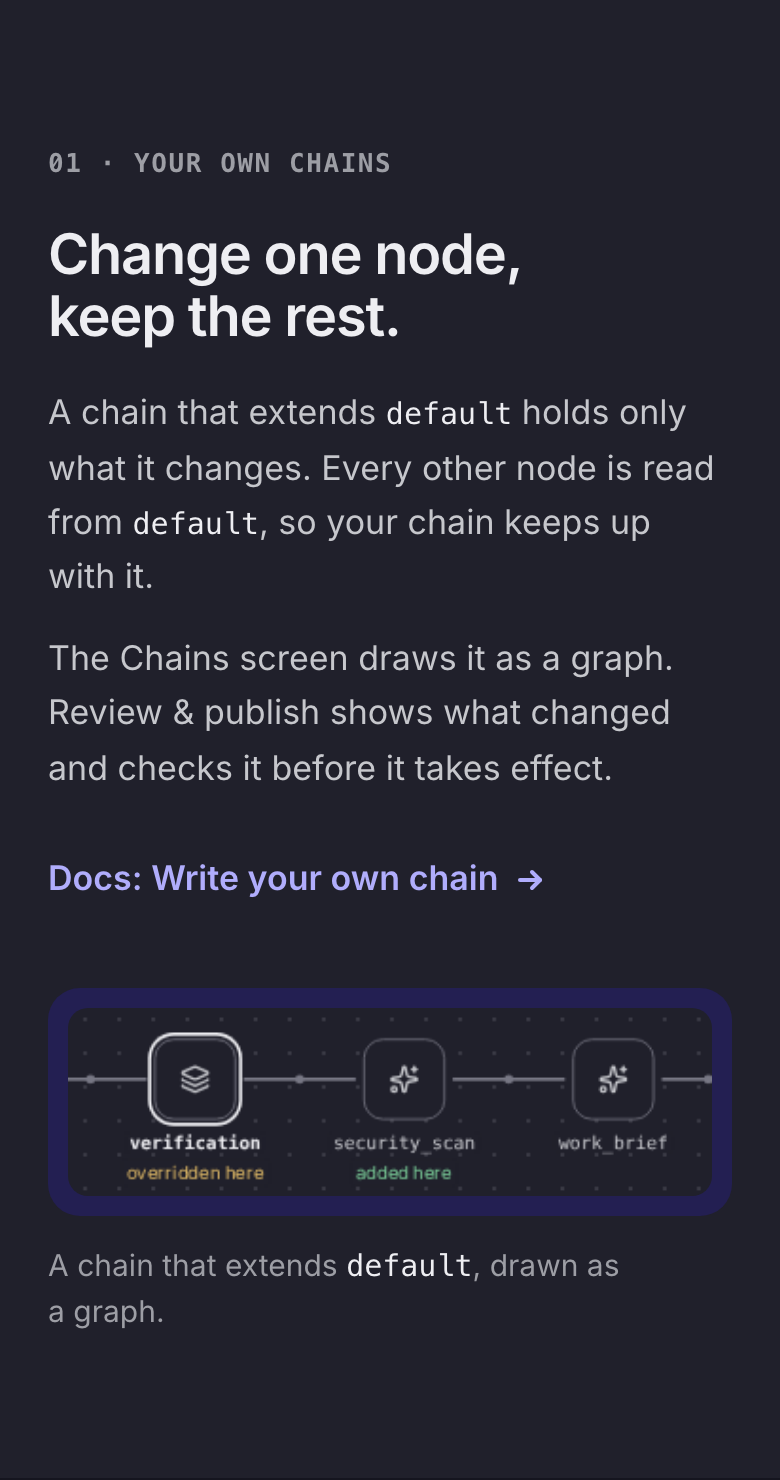 01 · YOUR OWN CHAINS
Change one node,
keep the rest.
A chain that extends default holds only
what it changes. Every other node is read
from default, so your chain keeps up
with it.
The Chains screen draws it as a graph.
Review & publish shows what changed
and checks it before it takes effect.
Docs: Write your own chain →
verification
overridden here
security_scan
added here
work_brief
A chain that extends default, drawn as
a graph.